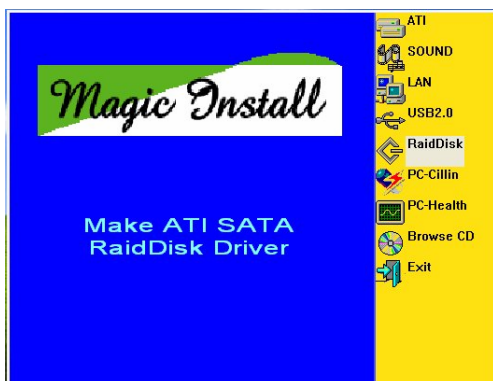 Magic Install
Make ATI SATA
RaidDisk Driver
ATI
SOUND
LAN
USB2.0
RaidDisk
PC-Cillin
PC-Health
Browse CD
Exit